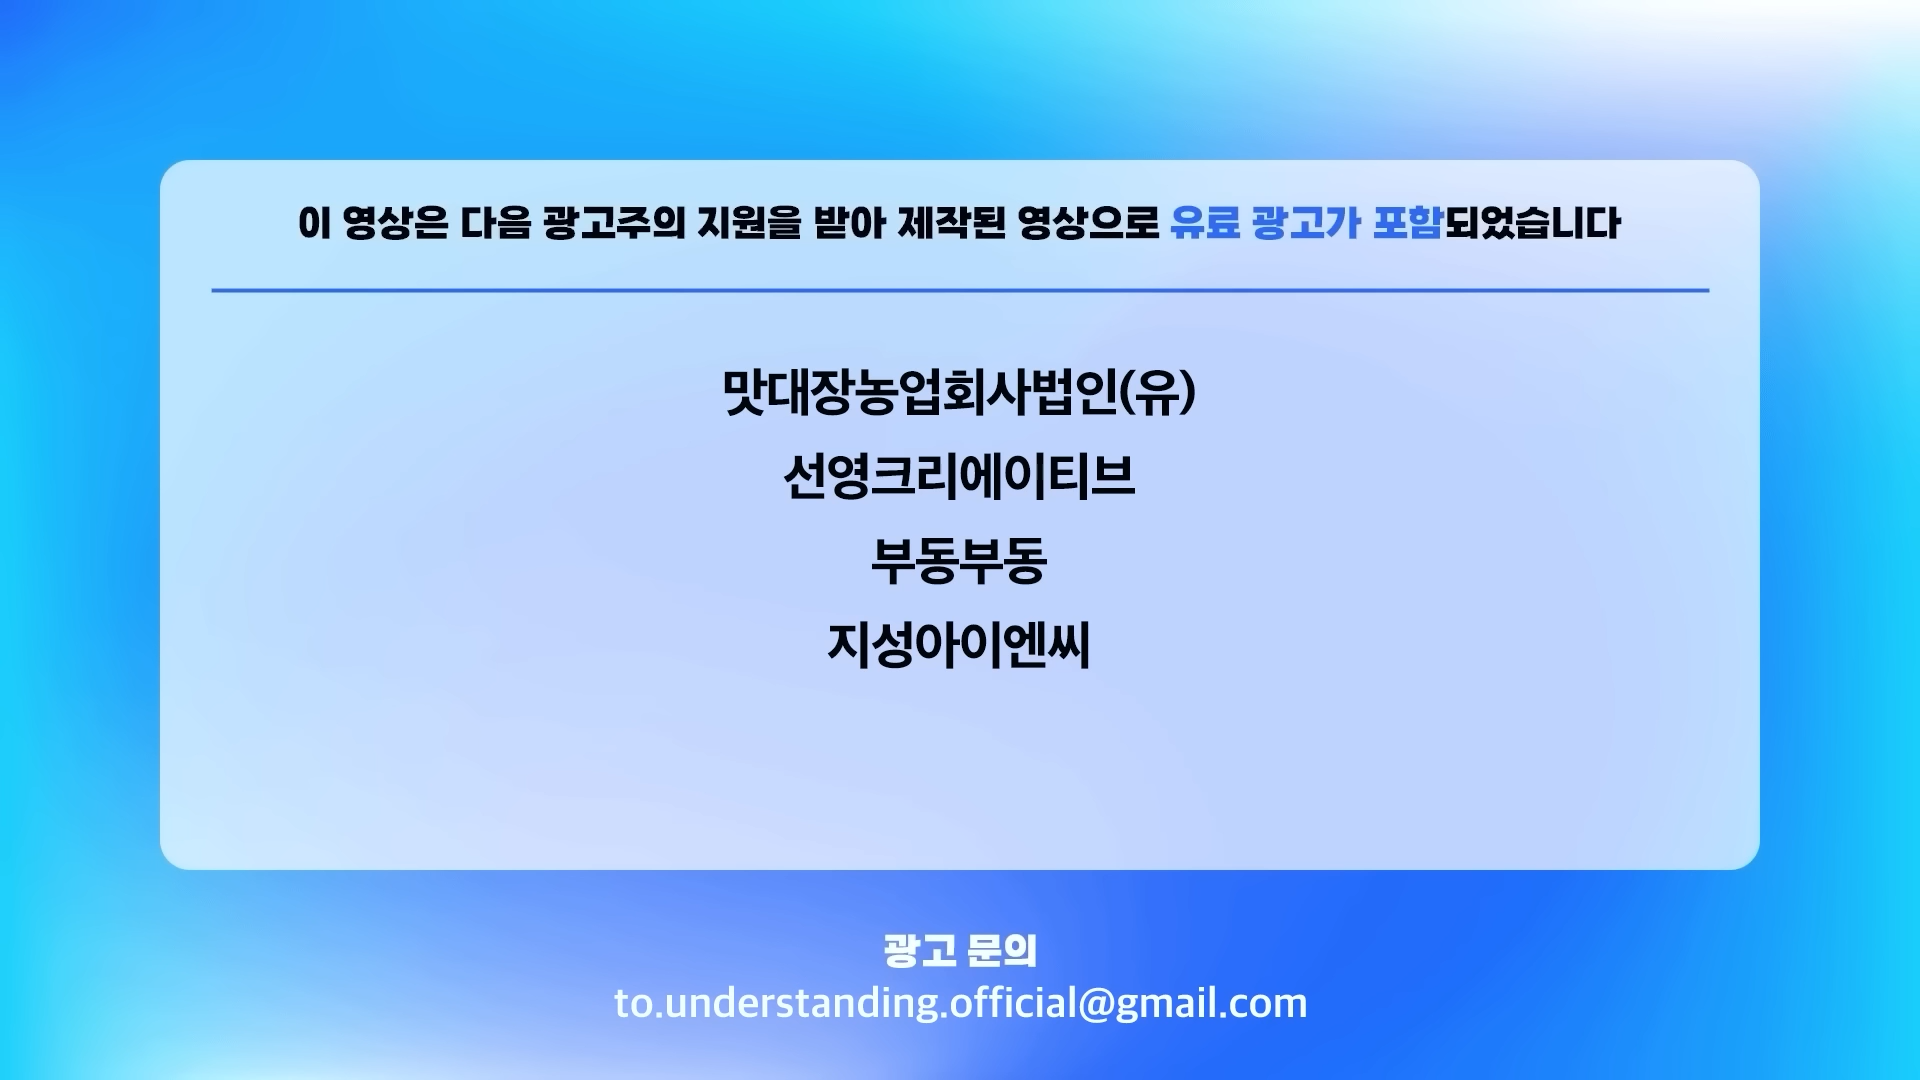 이 영상은 다음 광고주의 지원을 받아 제작된 영상으로 유료 광고가 포함되었습니다
맛대장농업회사법인(유)
선영크리에이티브
부동부동
지성아이엔씨
광고 문의
to.understanding.official@gmail.com